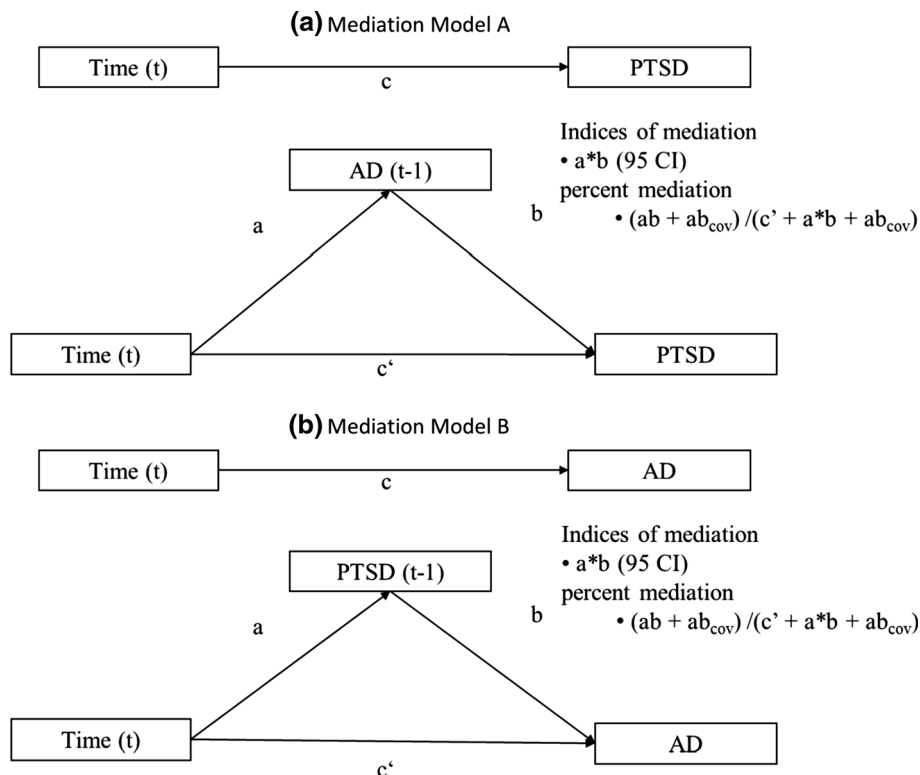 (a) Mediation Model A
Time (t)
c
PTSD
Indices of mediation
• a*b (95 CI)
percent mediation
• (ab + abcov) /(c’ + a*b + abcov)
AD (t-1)
a
b
Time (t)
c‘
PTSD
(b) Mediation Model B
Time (t)
c
AD
Indices of mediation
• a*b (95 CI)
percent mediation
• (ab + abcov) /(c’ + a*b + abcov)
PTSD (t-1)
a
b
Time (t)
c‘
AD